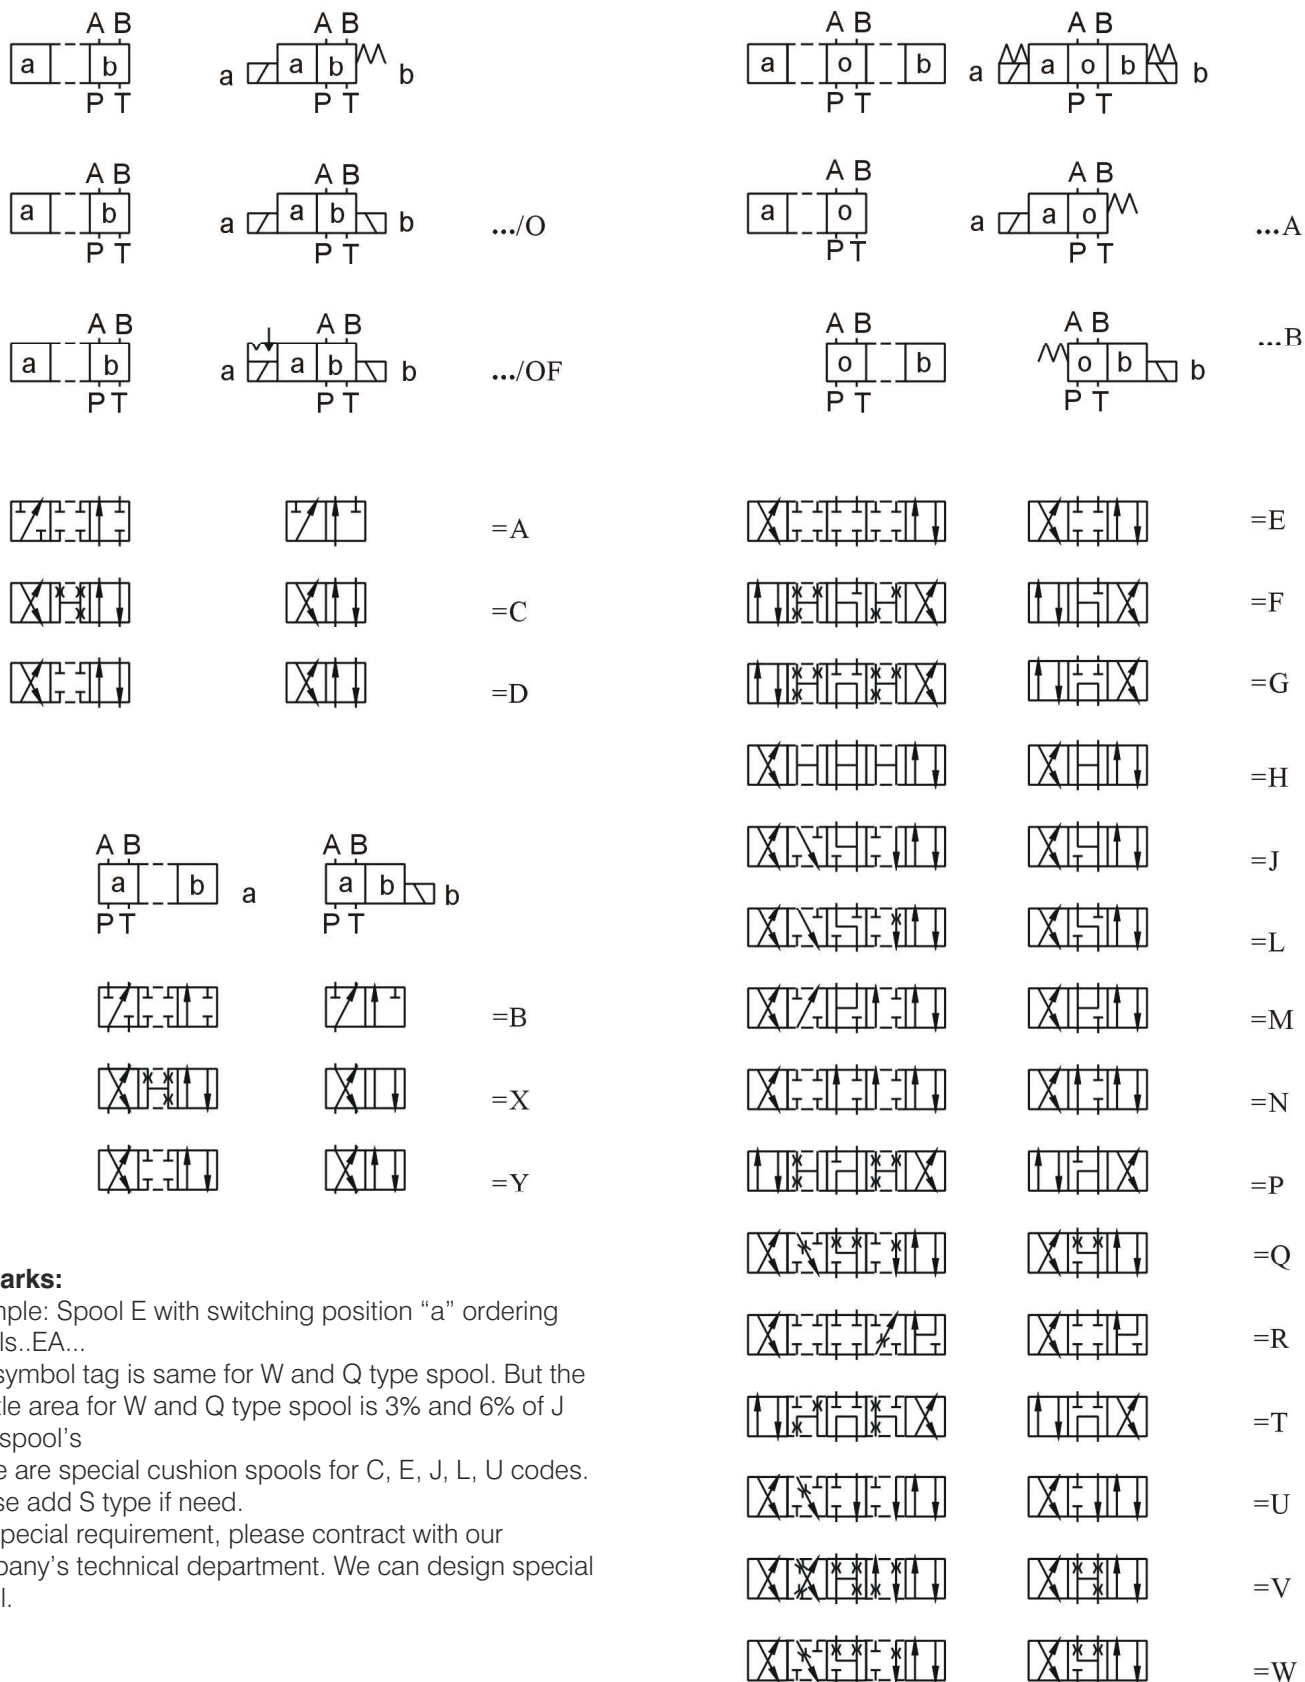 A B
a b
P T
A B
a a b b
P T
A B
a o b
P T
A B
a a o b b
P T
A B
a b
P T
A B
a a b b
P T
.../O
A B
a o
P T
A B
a a o
P T
...A
A B
a b
P T
A B
a a b b
P T
.../OF
A B
o b
P T
A B
o b b
P T
...B
=A
=C
=D
A B
a b a
P T
A B
a b b
P T
=B
=X
=Y
=E
=F
=G
=H
=J
=L
=M
=N
=P
=Q
=R
=T
=U
=V
=W
arks:
nple: Spool E with switching position “a” ordering
ls..EA...
symbol tag is same for W and Q type spool. But the
tle area for W and Q type spool is 3% and 6% of J
spool's
e are special cushion spools for C, E, J, L, U codes.
se add S type if need.
pecial requirement, please contract with our
pany's technical department. We can design special
l.